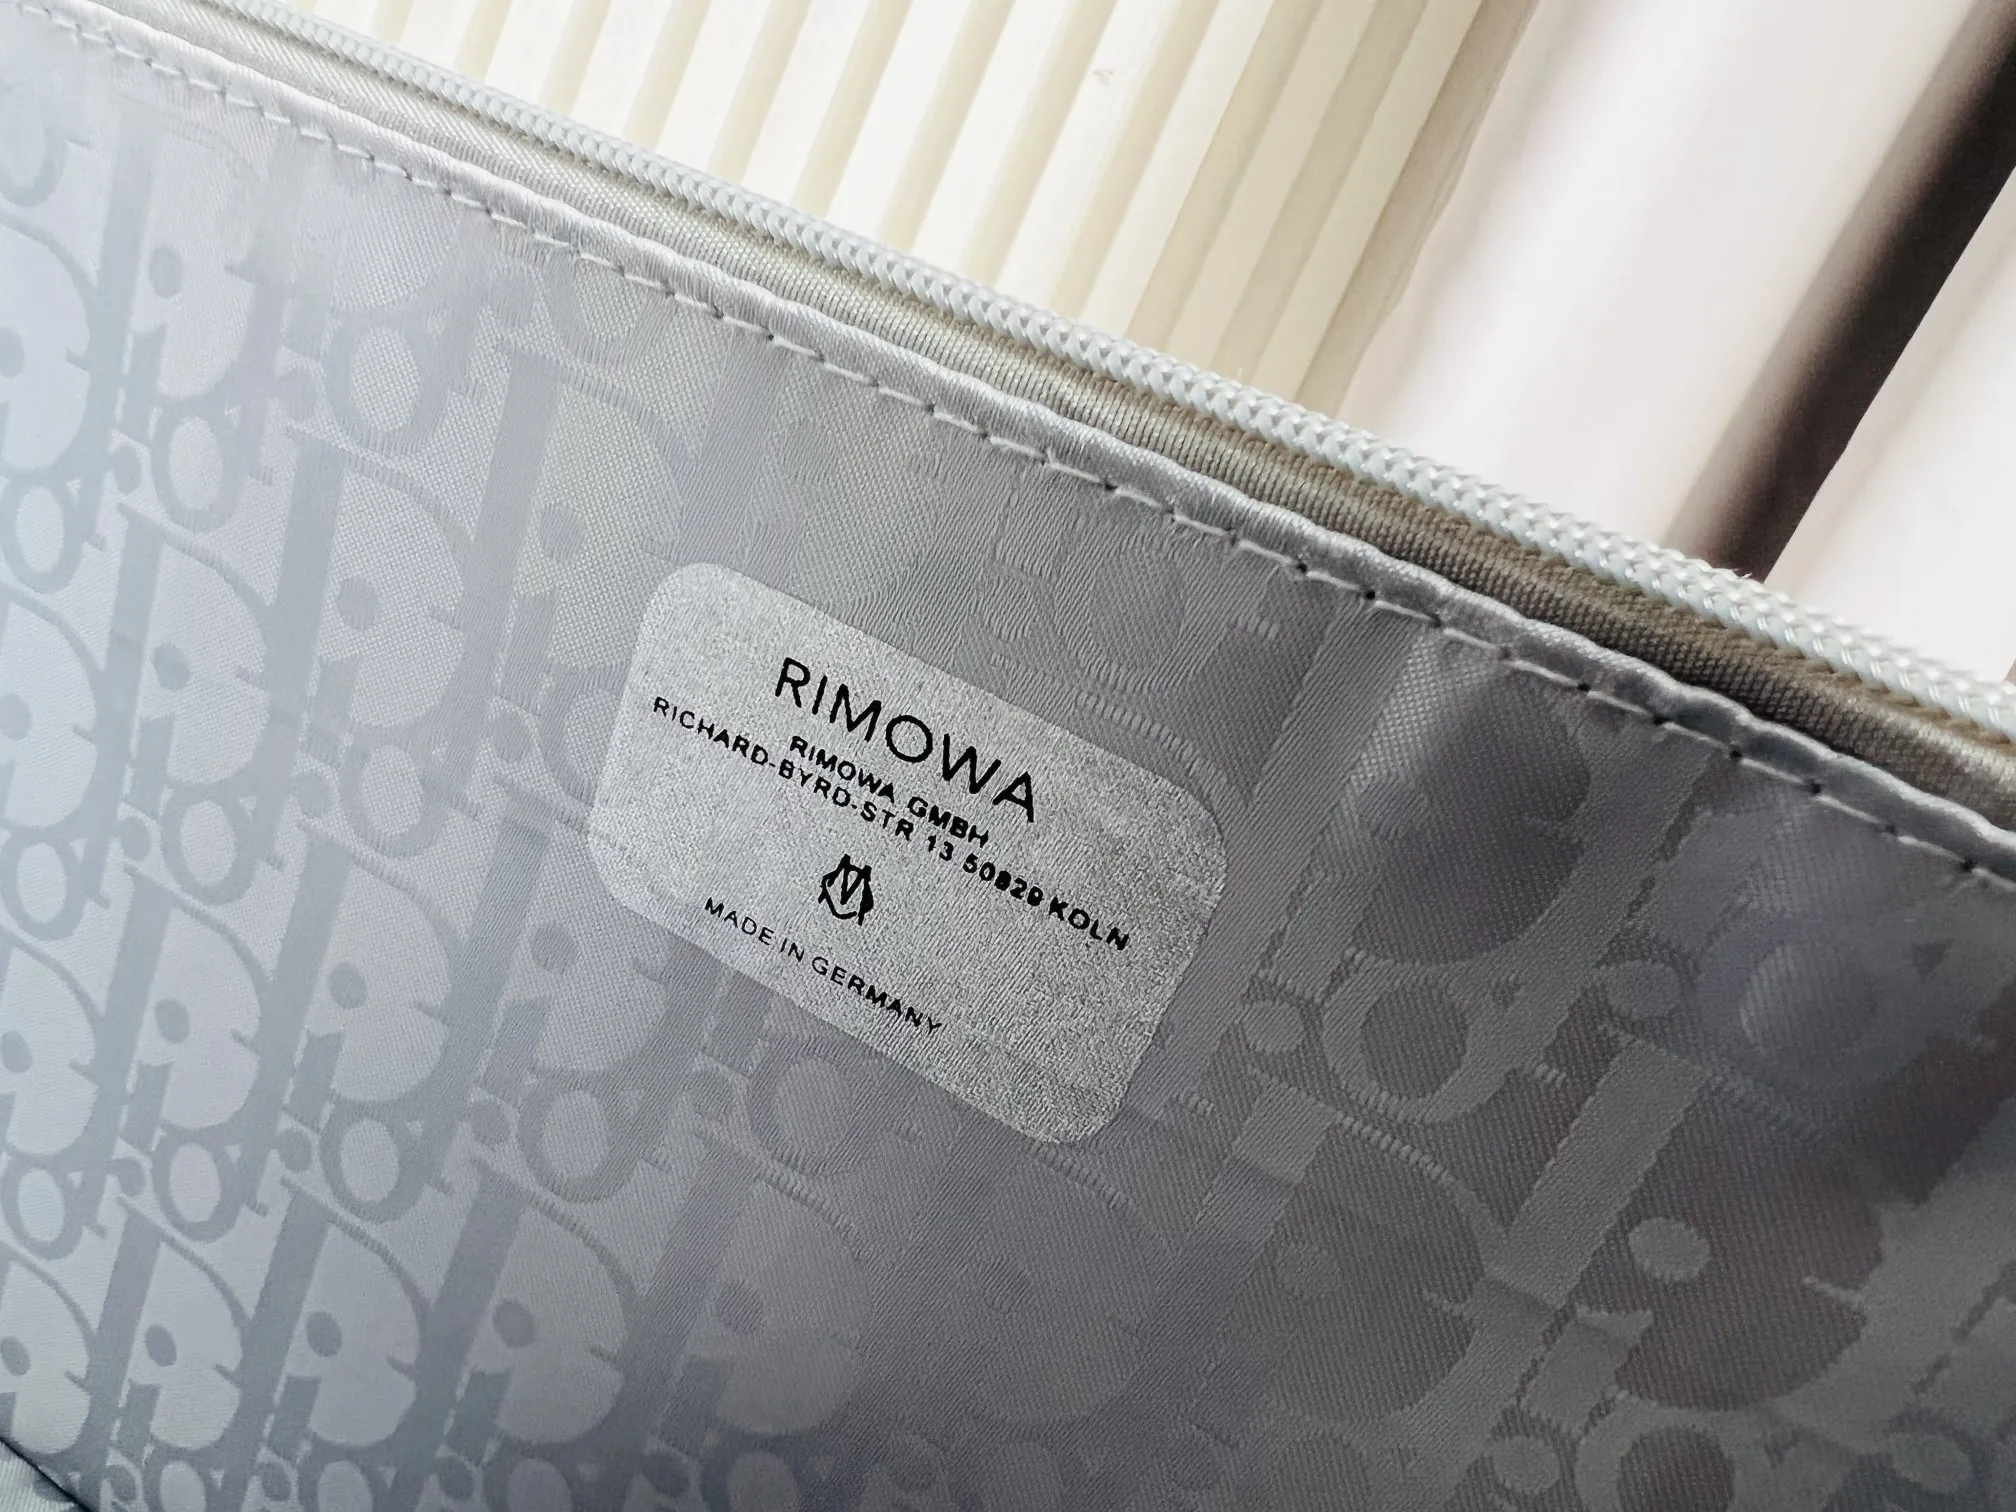 RIMOWA
RIMOWA GMBH
RICHARD-BYRD-STR 13 50829 KOLN
MADE IN GERMANY